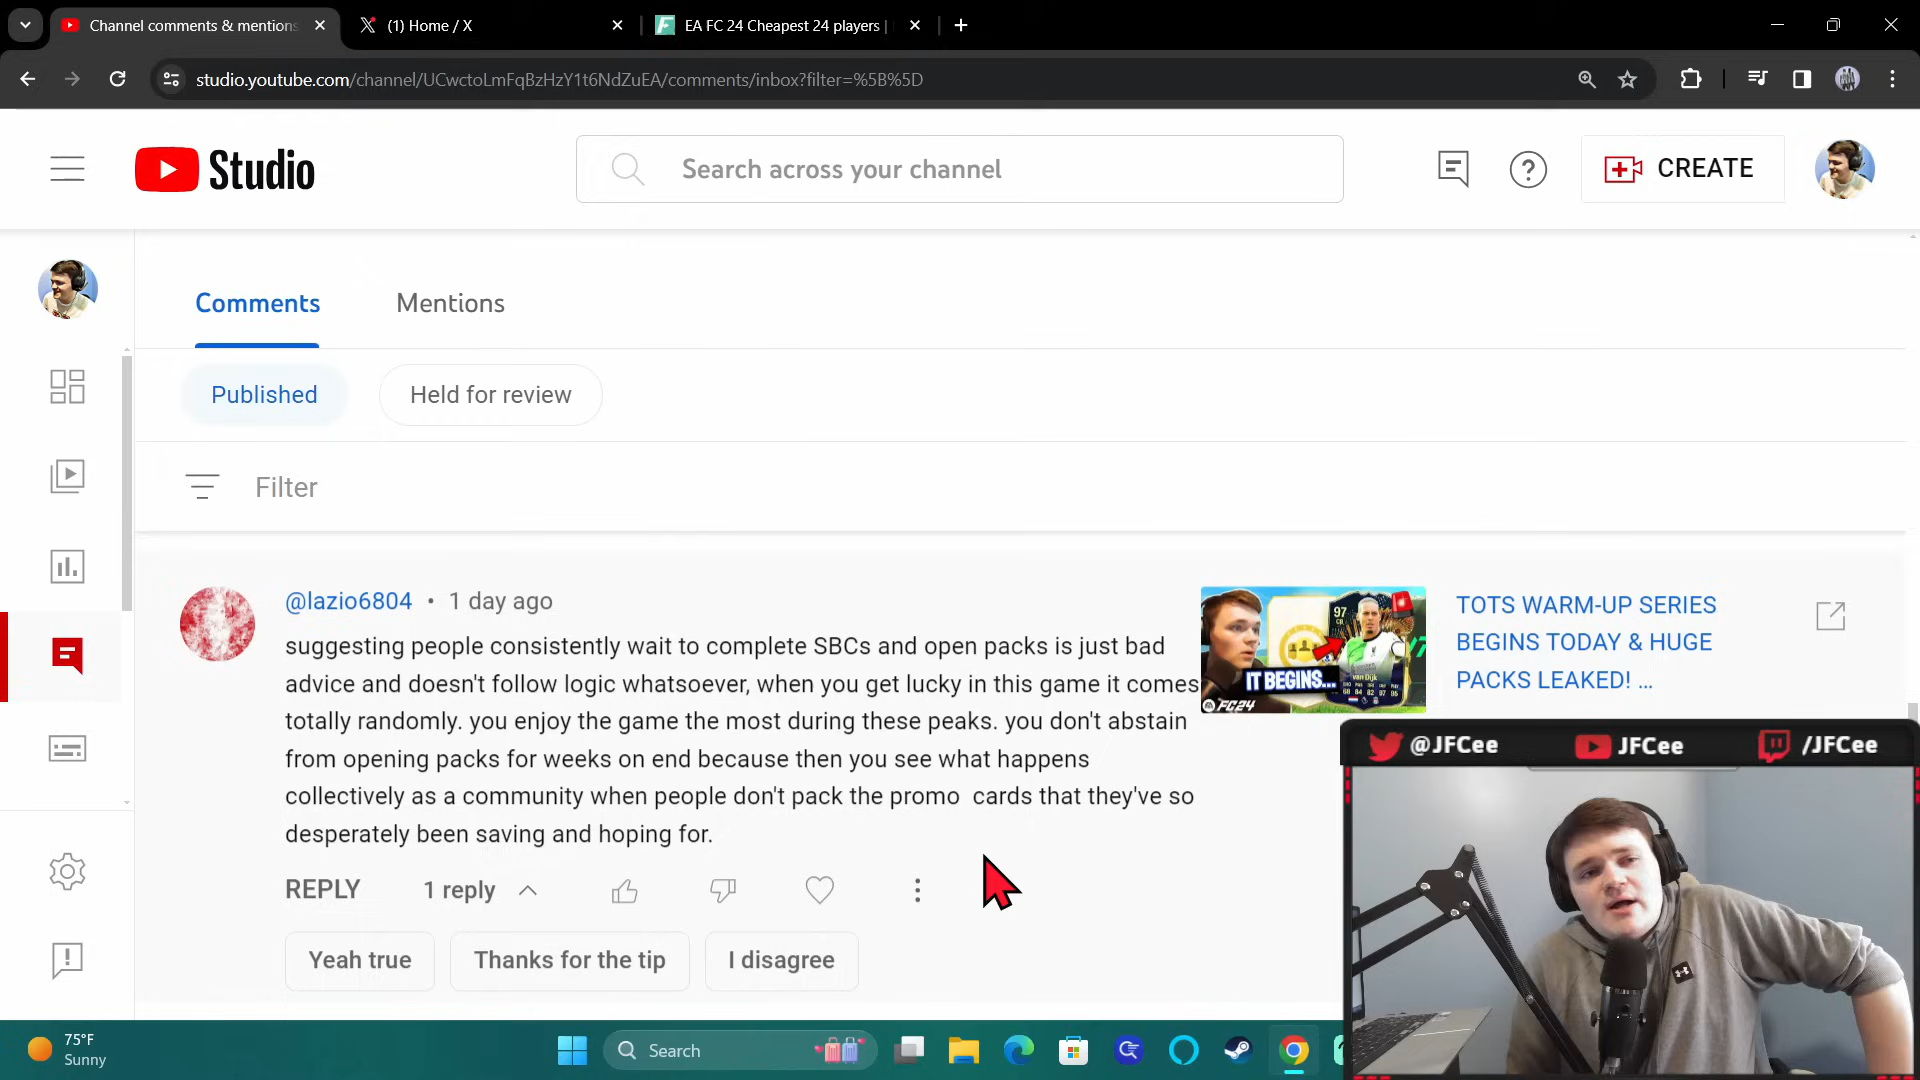 Channel comments & mentions
(1) Home / X
EA FC 24 Cheapest 24 players |
studio.youtube.com/channel/UCwctoLmFqBzHzY1t6NdZuEA/comments/inbox?filter=%5B%5D
Studio
Search across your channel
CREATE
Comments
Mentions
Published
Held for review
Filter
@lazio6804 • 1 day ago
suggesting people consistently wait to complete SBCs and open packs is just bad
advice and doesn't follow logic whatsoever, when you get lucky in this game it comes
totally randomly. you enjoy the game the most during these peaks. you don't abstain
from opening packs for weeks on end because then you see what happens
collectively as a community when people don't pack the promo cards that they've so
desperately been saving and hoping for.
REPLY
1 reply
Yeah true
Thanks for the tip
I disagree
97
CB
van Dijk
IT BEGINS...
FC24
TOTS WARM-UP SERIES
BEGINS TODAY & HUGE
PACKS LEAKED! ...
@JFCee
JFCee
/JFCee
75°F
Sunny
Search